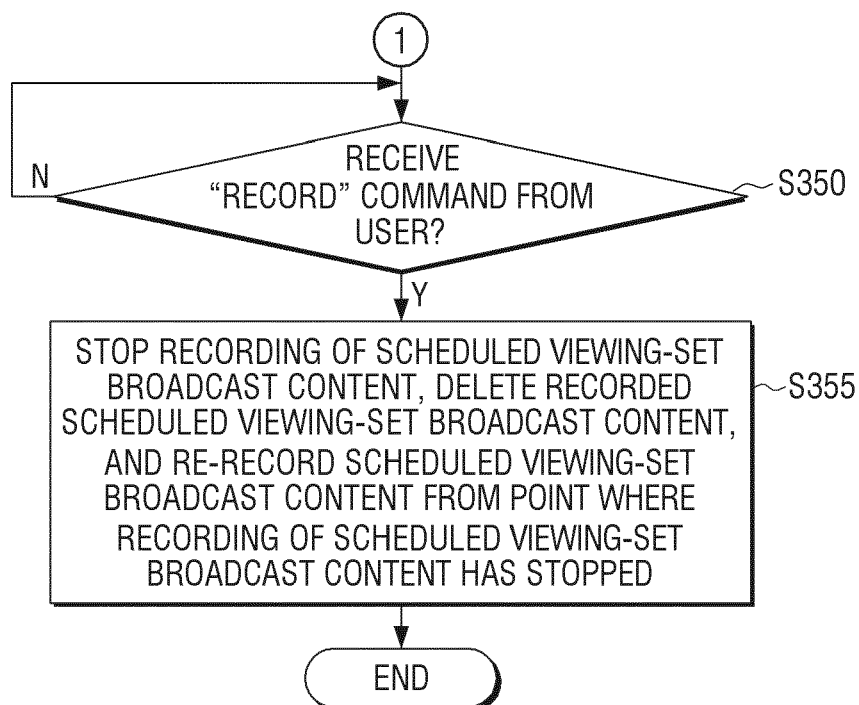 1
RECEIVE
“RECORD” COMMAND FROM
USER?
N
S350
Y
STOP RECORDING OF SCHEDULED VIEWING-SET
BROADCAST CONTENT, DELETE RECORDED
SCHEDULED VIEWING-SET BROADCAST CONTENT,
AND RE-RECORD SCHEDULED VIEWING-SET
BROADCAST CONTENT FROM POINT WHERE
RECORDING OF SCHEDULED VIEWING-SET
BROADCAST CONTENT HAS STOPPED
S355
END